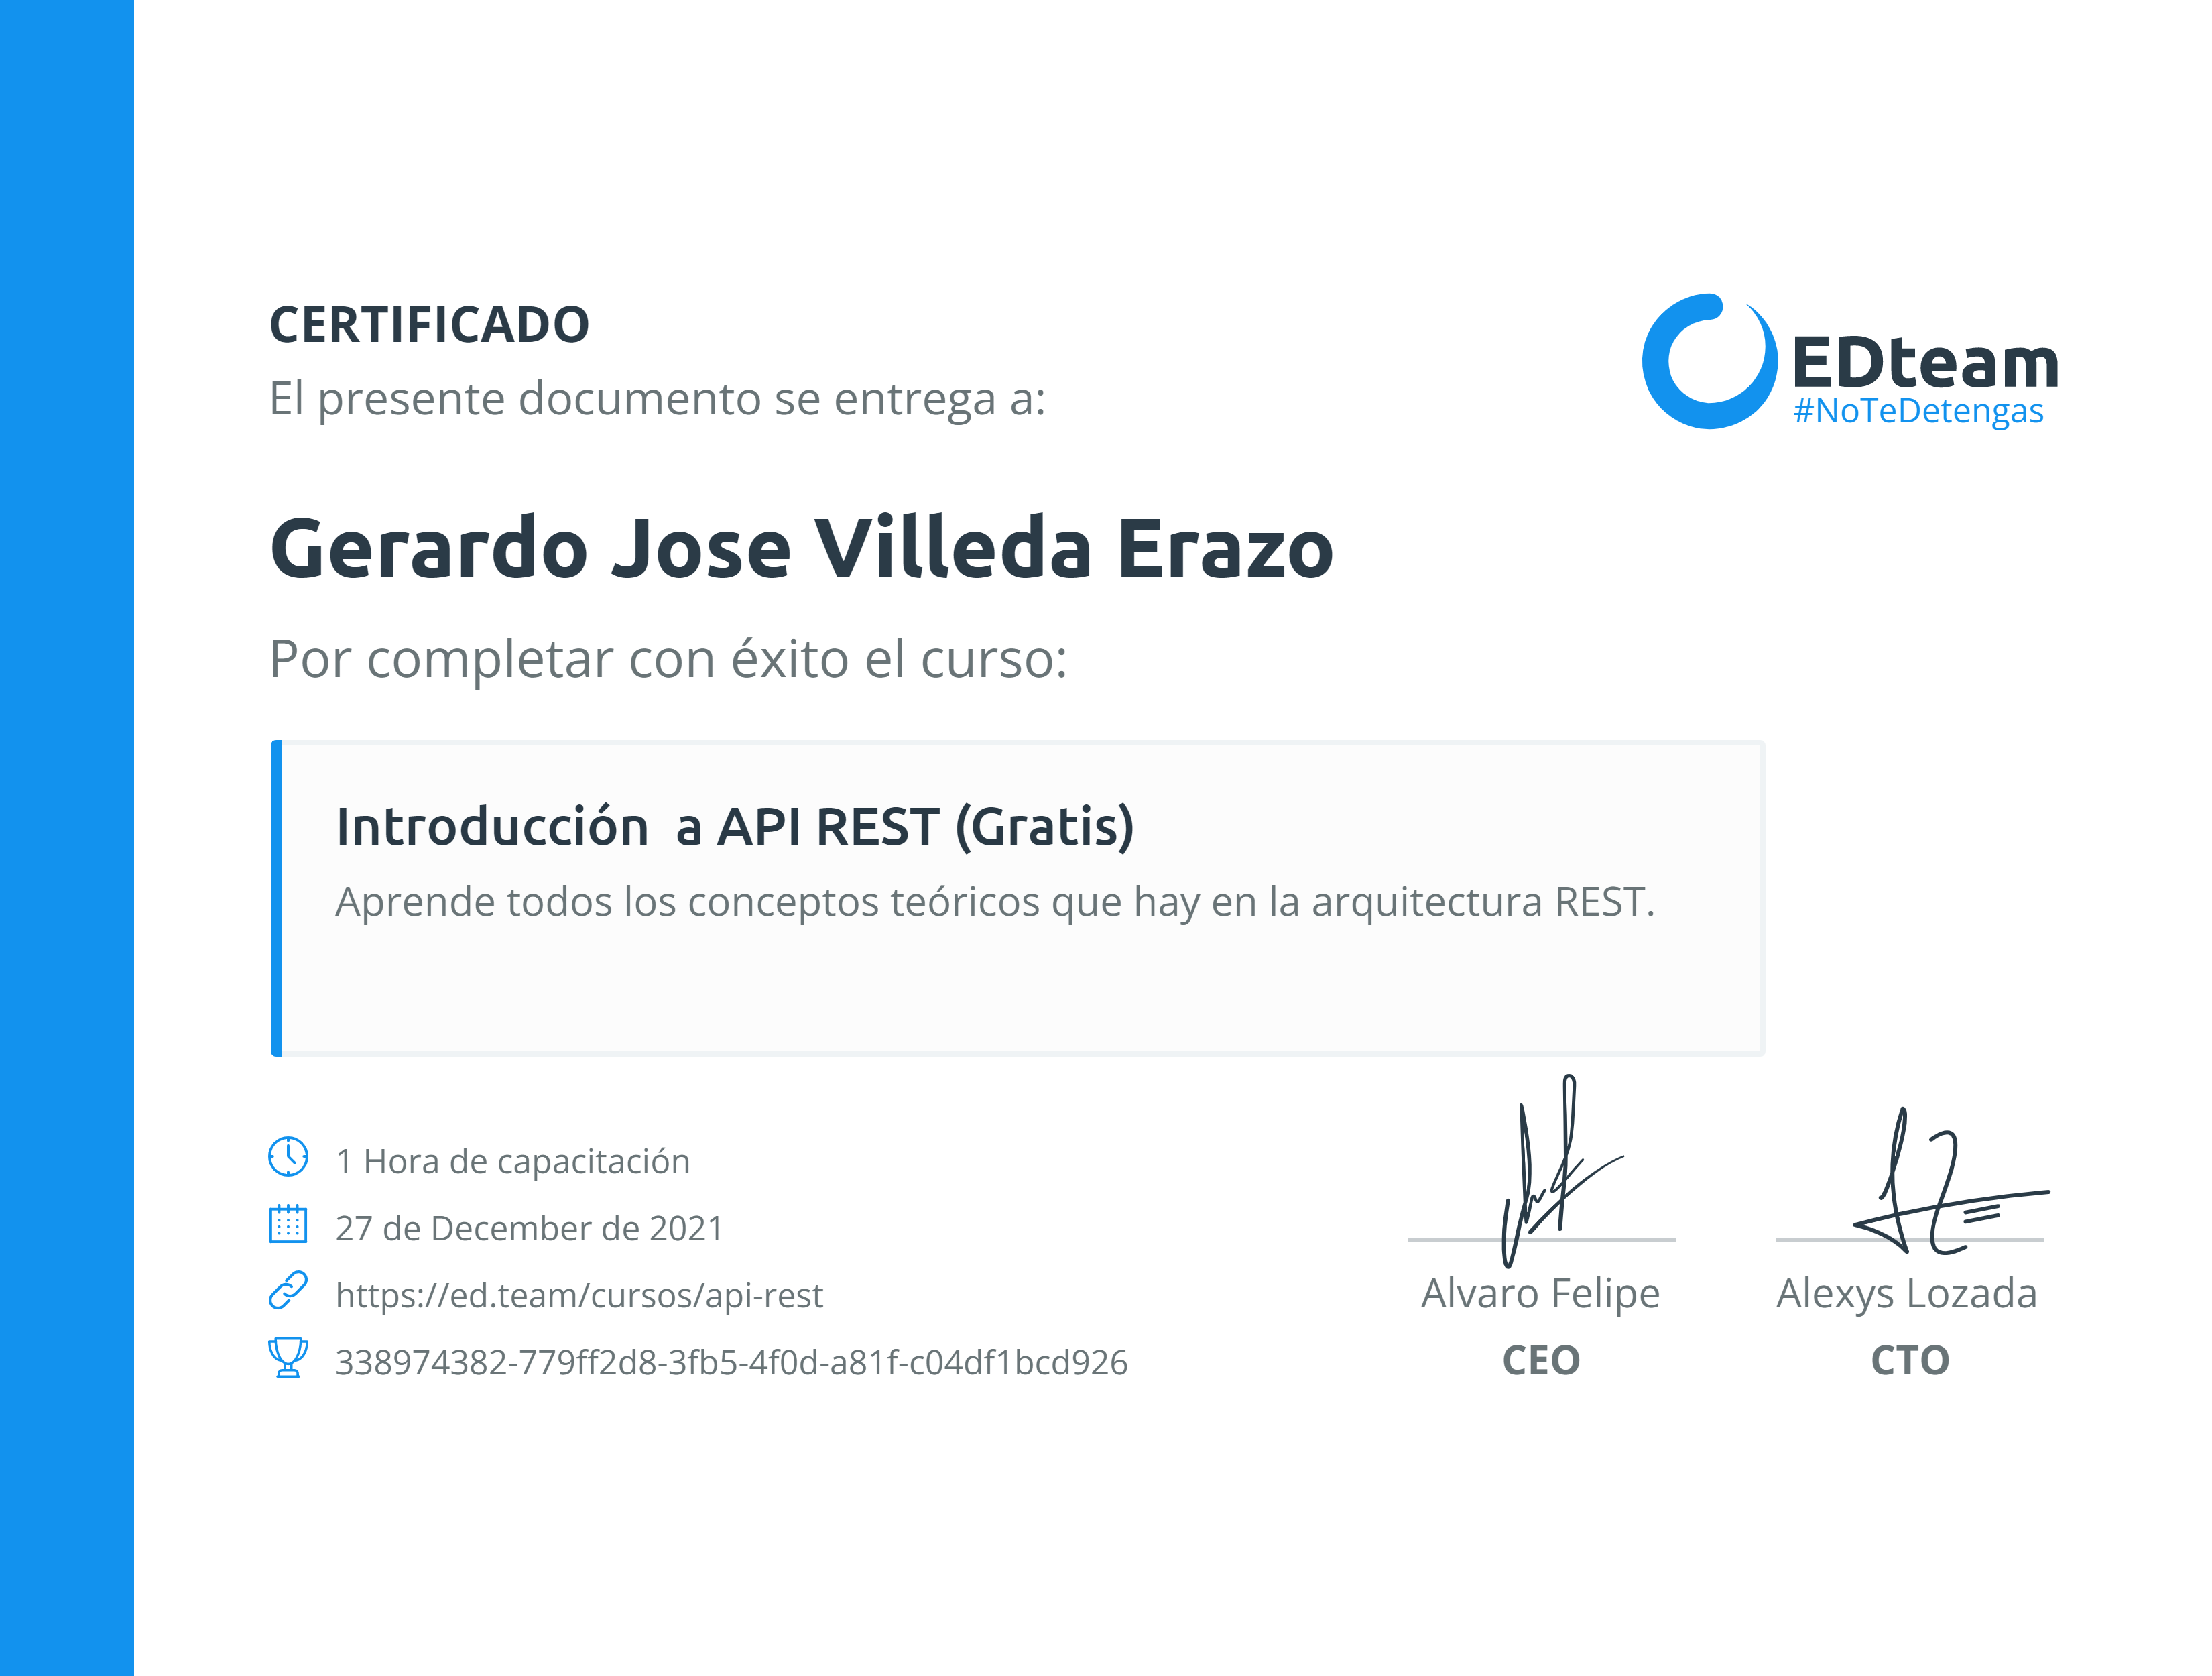 CERTIFICADO
El presente documento se entrega a:
EDteam
#NoTeDetengas
Gerardo Jose Villeda Erazo
Por completar con éxito el curso:
Introducción  a API REST (Gratis)
Aprende todos los conceptos teóricos que hay en la arquitectura REST.
1 Hora de capacitación
27 de December de 2021
https://ed.team/cursos/api-rest
338974382-779ff2d8-3fb5-4f0d-a81f-c04df1bcd926
Alvaro Felipe
CEO
Alexys Lozada
CTO